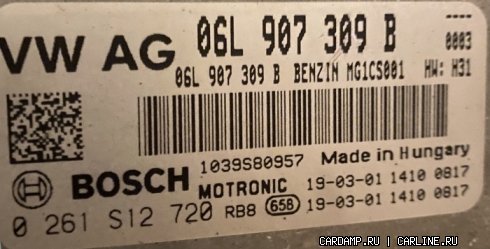 VW AG 06L 907 309 B 0003
06L 907 309 B BENZIN MG1CS001 HW: H31
1039S80957 Made in Hungary
BOSCH MOTRONIC 19-03-01 1410 0817
0 261 S12 720 RB8 658 19-03-01 1410 0817
CARDAMP.RU | CARLINE.RU